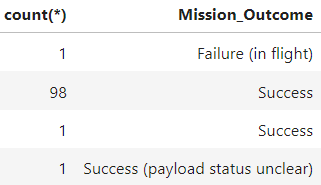 count(*) Mission_Outcome
1 Failure (in flight)
98 Success
1 Success
1 Success (payload status unclear)